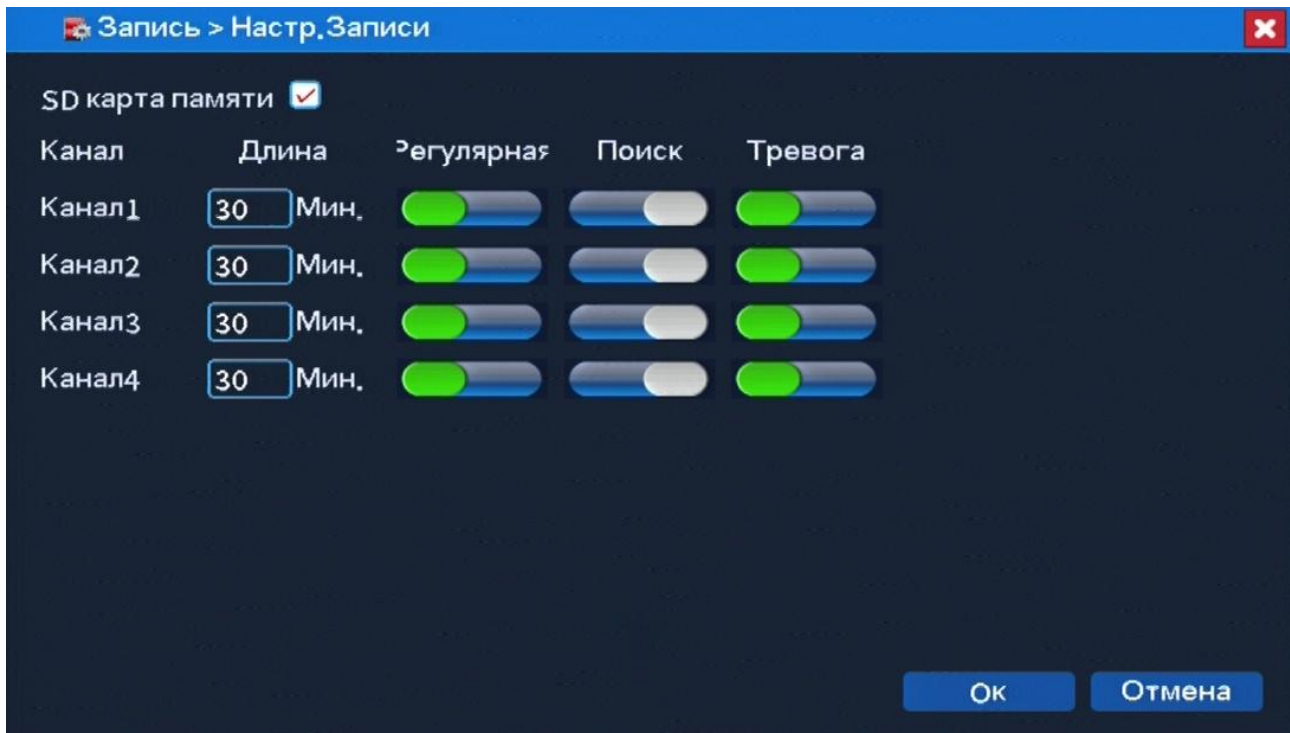 Запись > Настр.Записи
SD карта памяти
Канал Длина Регулярная Поиск Тревога
Канал1 30 Мин.
Канал2 30 Мин.
Канал3 30 Мин.
Канал4 30 Мин.
Ок Отмена